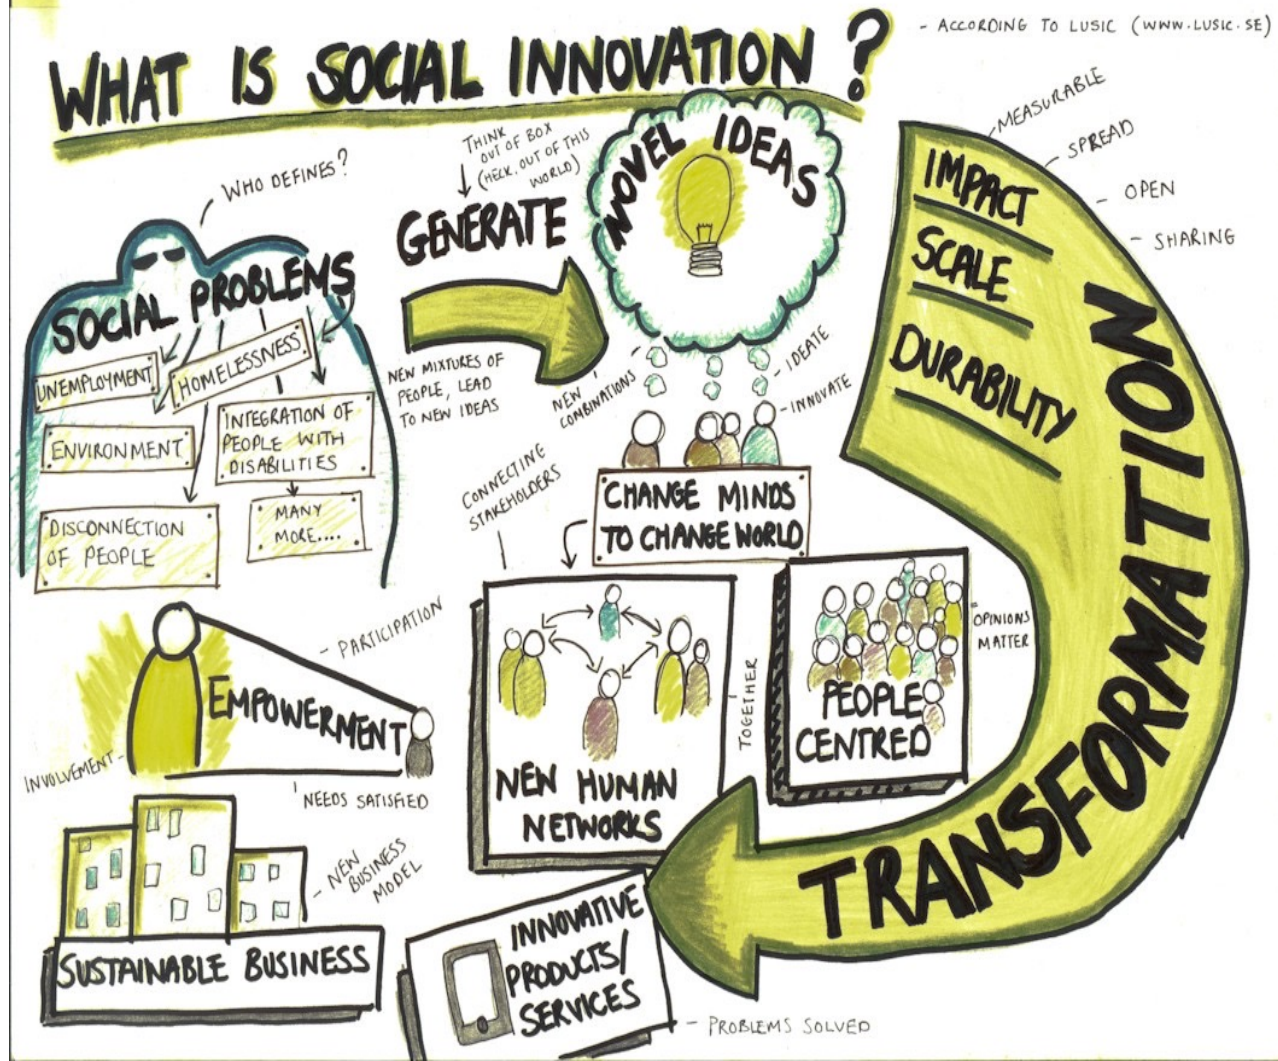 WHAT IS SOCIAL INNOVATION?
- ACCORDING TO LUSIC (WWW.LUSIC.SE)
WHO DEFINES?
SOCIAL PROBLEMS
UNEMPLOYMENT
HOMELESSNESS
ENVIRONMENT
INTEGRATION OF
PEOPLE WITH
DISABILITIES
DISCONNECTION
OF PEOPLE
MANY
MORE....
THINK
OUT OF BOX
(HECK, OUT OF THIS
WORLD)
GENERATE
NEW MIXTURES OF
PEOPLE, LEAD
TO NEW IDEAS
NOVEL IDEAS
NEW
COMBINATIONS
- IDEATE
- INNOVATE
CHANGE MINDS
TO CHANGE WORLD
CONNECTING
STAKEHOLDERS
NEW HUMAN
NETWORKS
TOGETHER
PEOPLE
CENTRED
OPINIONS
MATTER
IMPACT
SCALE
DURABILITY
MEASURABLE
- SPREAD
- OPEN
- SHARING
TRANSFORMATION
EMPOWERMENT
- PARTICIPATION
INVOLVEMENT -
NEEDS SATISFIED
SUSTAINABLE BUSINESS
- NEW
BUSINESS
MODEL
INNOVATIVE
PRODUCTS/
SERVICES
- PROBLEMS SOLVED